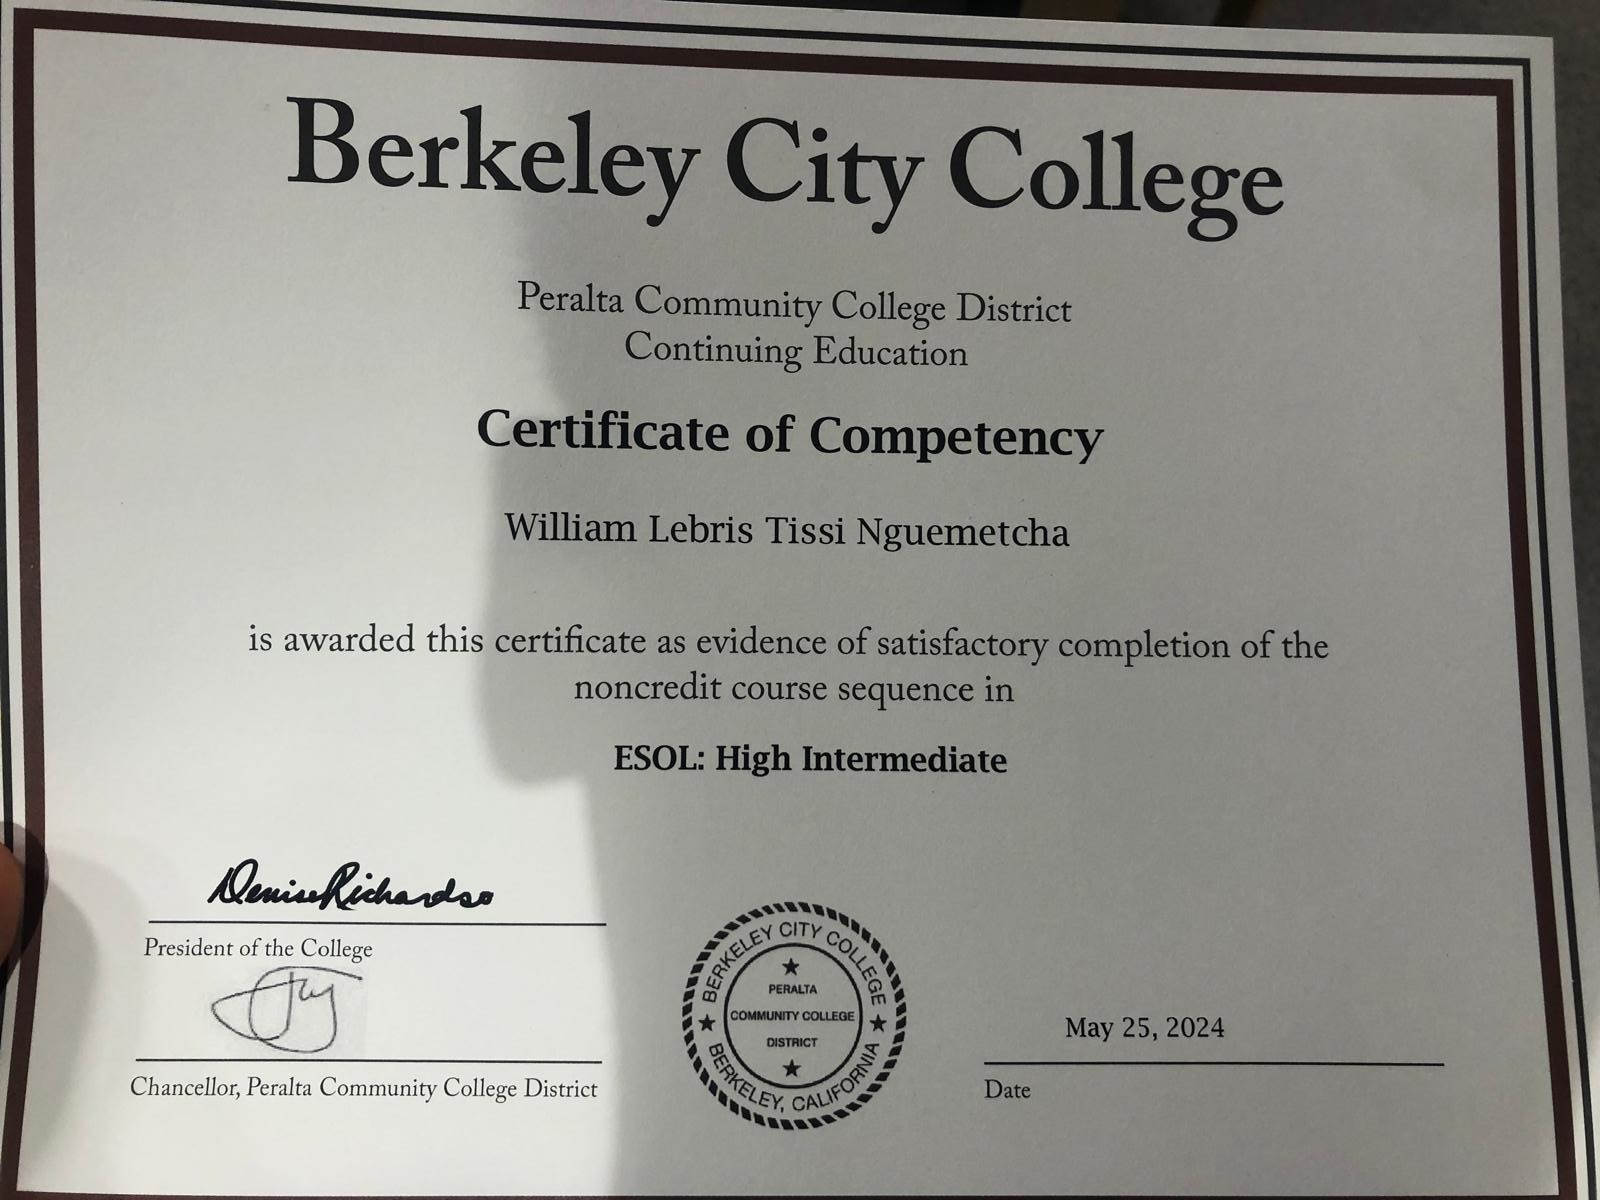 Berkeley City College
Peralta Community College District
Continuing Education
Certificate of Competency
William Lebris Tissi Nguemetcha
is awarded this certificate as evidence of satisfactory completion of the
noncredit course sequence in
ESOL: High Intermediate
Denise Richardso
President of the College
Chancellor, Peralta Community College District
BERKELEY CITY COLLEGE
PERALTA
COMMUNITY COLLEGE
DISTRICT
BERKELEY, CALIFORNIA
May 25, 2024
Date